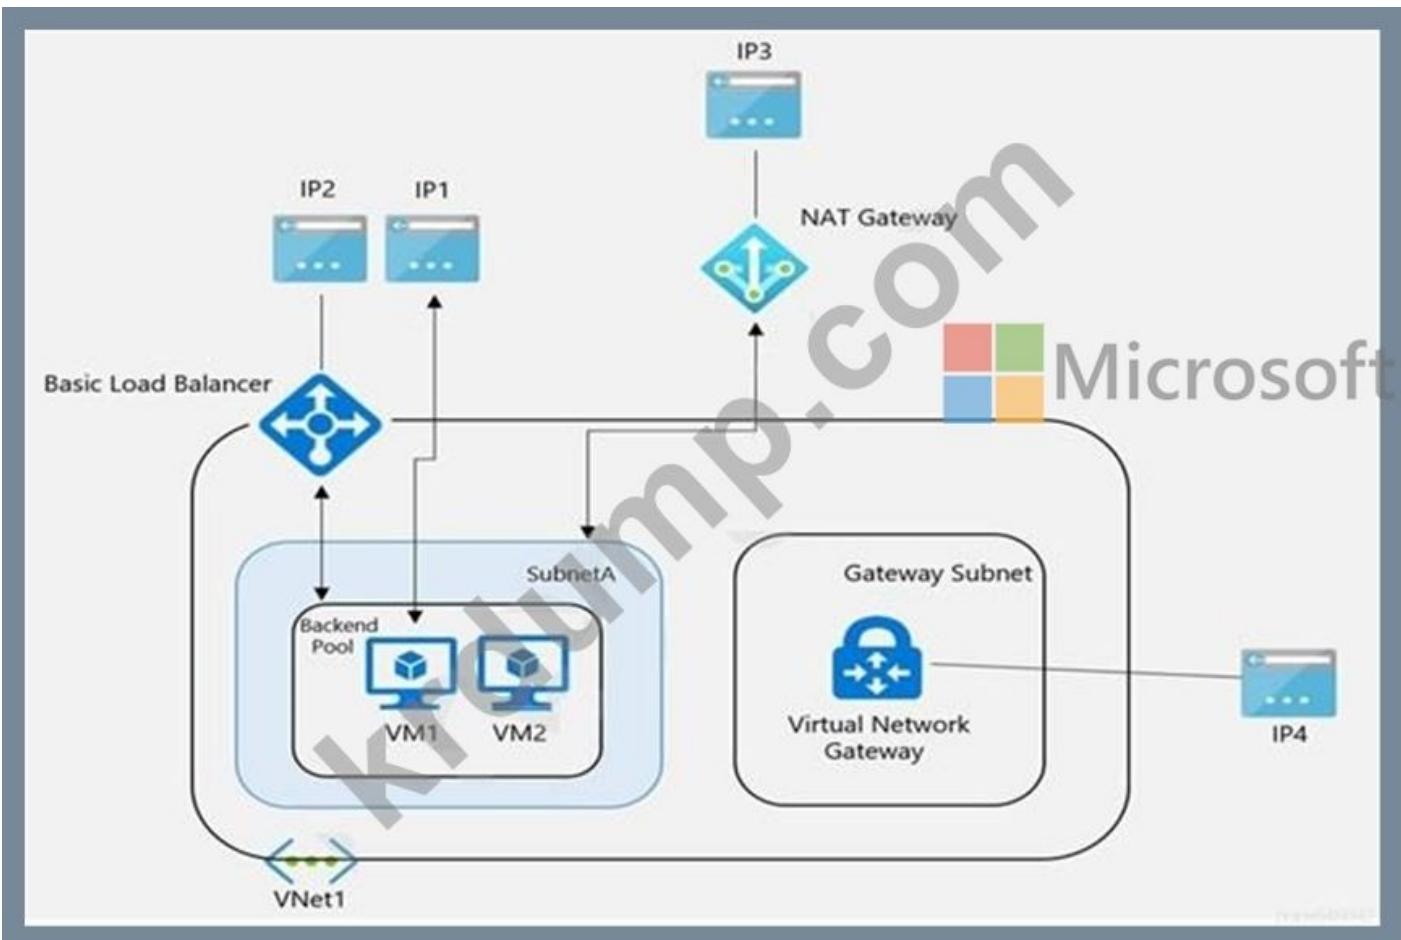 IP3
IP2
IP1
NAT Gateway
Basic Load Balancer
Microsoft
SubnetA
Gateway Subnet
Backend
Pool
VM1
VM2
Virtual Network
Gateway
IP4
VNet1
krdump.com